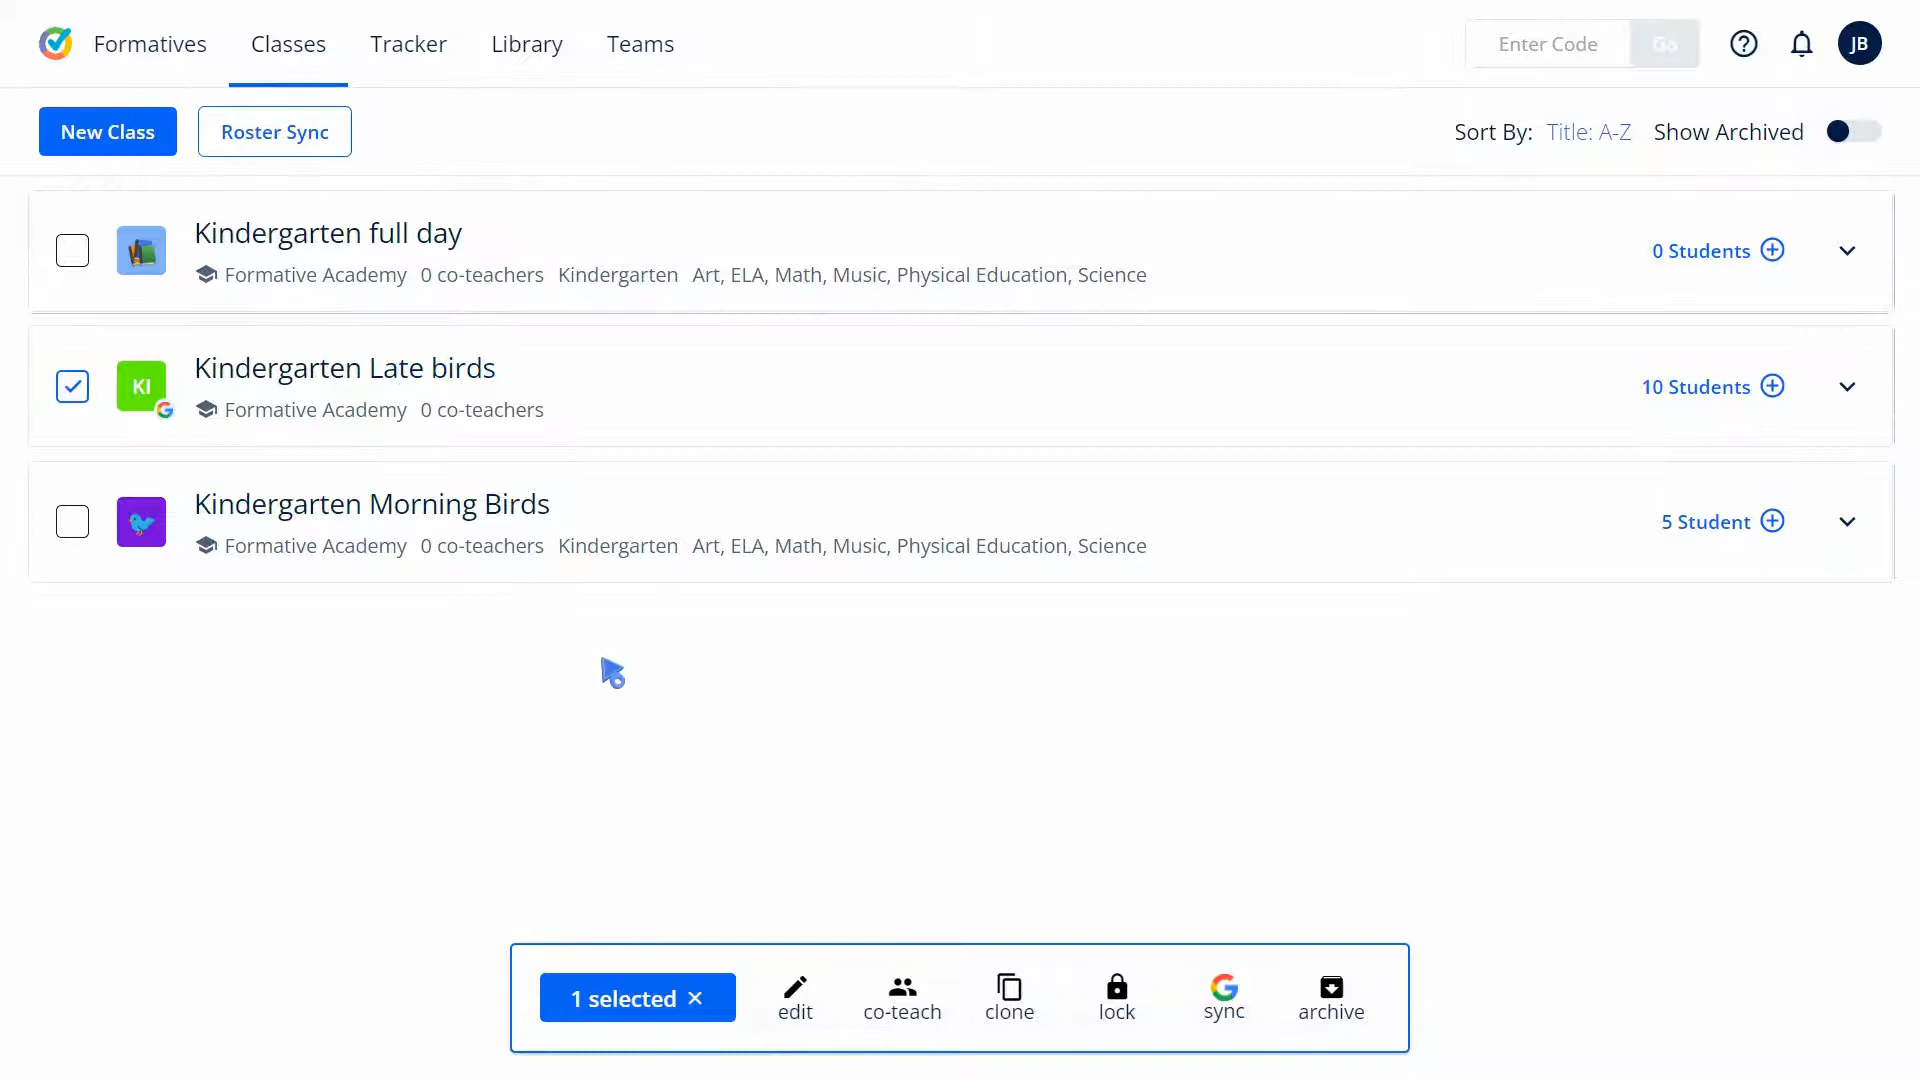 Formatives Classes Tracker Library Teams Enter Code Go JB
New Class Roster Sync Sort By: Title: A-Z Show Archived
Kindergarten full day
Formative Academy 0 co-teachers Kindergarten Art, ELA, Math, Music, Physical Education, Science
0 Students
KI
Kindergarten Late birds
Formative Academy 0 co-teachers
10 Students
Kindergarten Morning Birds
Formative Academy 0 co-teachers Kindergarten Art, ELA, Math, Music, Physical Education, Science
5 Student
1 selected edit co-teach clone lock sync archive